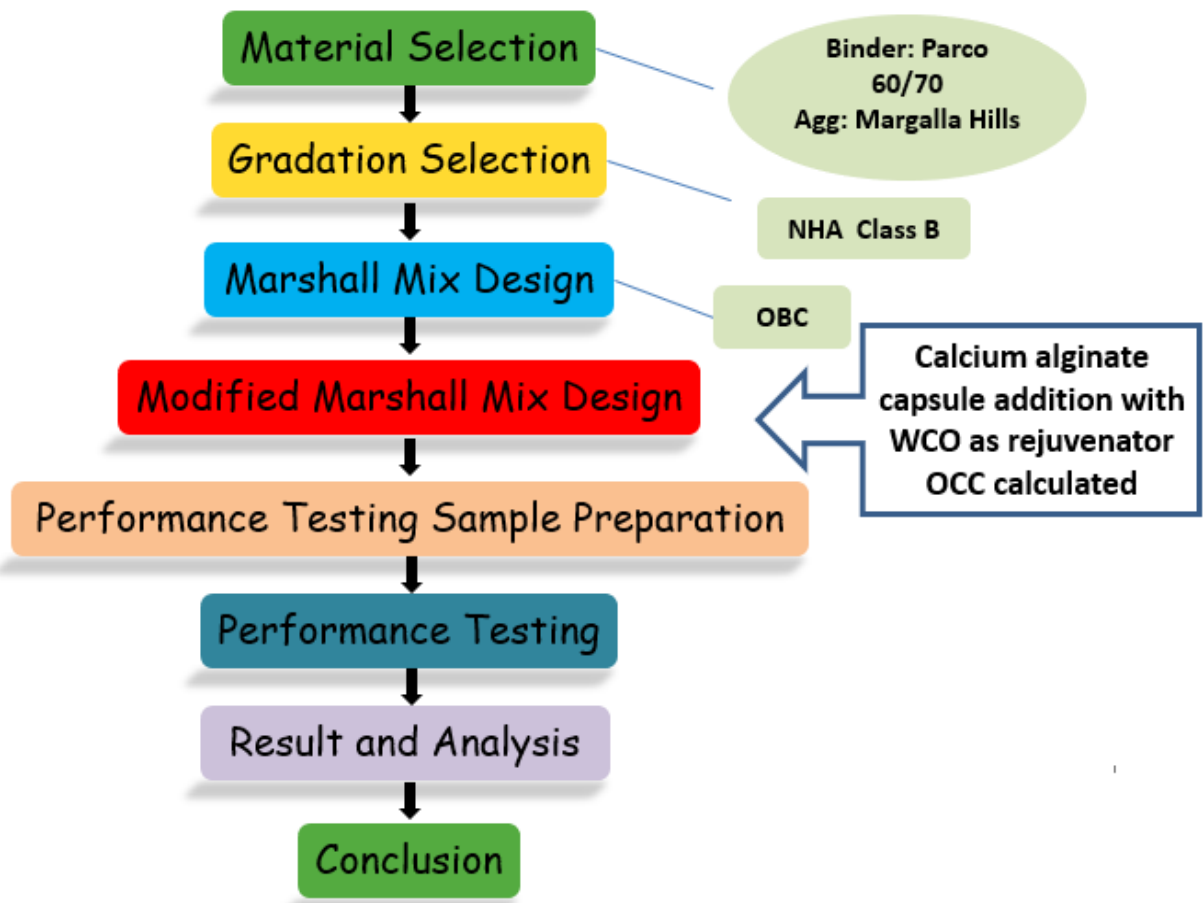 Material Selection
Binder: Parco
60/70
Agg: Margalla Hills
Gradation Selection
NHA Class B
Marshall Mix Design
OBC
Modified Marshall Mix Design
Calcium alginate
capsule addition with
WCO as rejuvenator
OCC calculated
Performance Testing Sample Preparation
Performance Testing
Result and Analysis
Conclusion